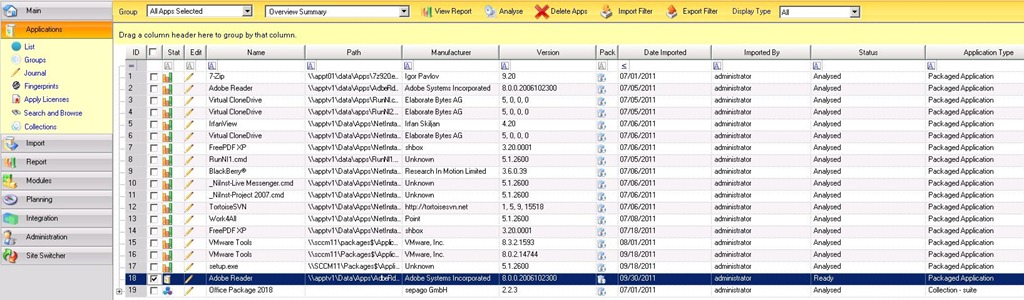 Main
Applications
List
Groups
Journal
Fingerprints
Apply Licenses
Search and Browse
Collections
Import
Report
Modules
Planning
Integration
Administration
Site Switcher
Group All Apps Selected Overview Summary View Report Analyse Delete Apps Import Filter Export Filter Display Type All
Drag a column header here to group by that column.
ID Stat Edit Name Path Manufacturer Version Pack Date Imported Imported By Status Application Type
= A A A A ≤ A A A
1 7-Zip \\appt01\data\Apps\7z920e... Igor Pavlov 9.20 07/01/2011 administrator Analysed Packaged Application
2 Adobe Reader \\apptv1\Data\Apps\AdbeRd... Adobe Systems Incorporated 8.0.0.2006102300 07/05/2011 administrator Analysed Packaged Application
3 Virtual CloneDrive \\apptv1\data\apps\RunNI.c... Elaborate Bytes AG 5, 0, 0, 0 07/05/2011 administrator Analysed Packaged Application
4 Virtual CloneDrive \\apptv1\data\apps\runNI2... Elaborate Bytes AG 5, 0, 0, 0 07/05/2011 administrator Analysed Packaged Application
5 IrfanView \\apptv1\Data\Apps\NetInsta... Irfan Skiljan 4.20 07/06/2011 administrator Analysed Packaged Application
6 Virtual CloneDrive \\apptv1\Data\Apps\NetInsta... Elaborate Bytes AG 5, 0, 0, 0 07/06/2011 administrator Analysed Packaged Application
7 FreePDF XP \\apptv1\Data\Apps\NetInsta... shbox 3.20.0001 07/06/2011 administrator Analysed Packaged Application
8 RunNI1.cmd \\apptv1\data\apps\RunNI1... Unknown 5.1.2600 07/06/2011 administrator Analysed Packaged Application
9 BlackBerry® \\apptv1\Data\Apps\NetInsta... Research In Motion Limited 3.6.0.39 07/06/2011 administrator Analysed Packaged Application
10 _NiInst-Live Messenger.cmd \\apptv1\Data\Apps\NetInsta... Unknown 5.1.2600 07/06/2011 administrator Analysed Packaged Application
11 _NiInst-Project 2007.cmd \\apptv1\Data\Apps\NetInsta... Unknown 5.1.2600 07/06/2011 administrator Analysed Packaged Application
12 TortoiseSVN \\apptv1\Data\Apps\NetInsta... http://tortoisesvn.net 1, 5, 9, 15518 07/06/2011 administrator Analysed Packaged Application
13 Work4All \\apptv1\Data\Apps\NetInsta... Point 5.1.2600 07/08/2011 administrator Analysed Packaged Application
14 FreePDF XP \\apptv1\Data\Apps\NetInsta... shbox 3.20.0001 07/18/2011 administrator Analysed Packaged Application
15 VMware Tools \\sccm11\packages$\Applic... VMware, Inc. 8.3.2.1593 08/01/2011 administrator Analysed Packaged Application
16 VMware Tools \\sccm11\Packages$\Applic... VMware, Inc. 8.0.2.14744 09/18/2011 administrator Analysed Packaged Application
17 setup.exe \\SCCM11\packages$\Applic... Unknown 5.1.2600 09/18/2011 administrator Analysed Packaged Application
18 Adobe Reader \\apptv1\Data\Apps\AdbeRd... Adobe Systems Incorporated 8.0.0.2006102300 09/30/2011 administrator Ready Packaged Application
19 Office Package 2018 sepago GmbH 2.2.3 07/01/2011 administrator Analysed Collection - suite